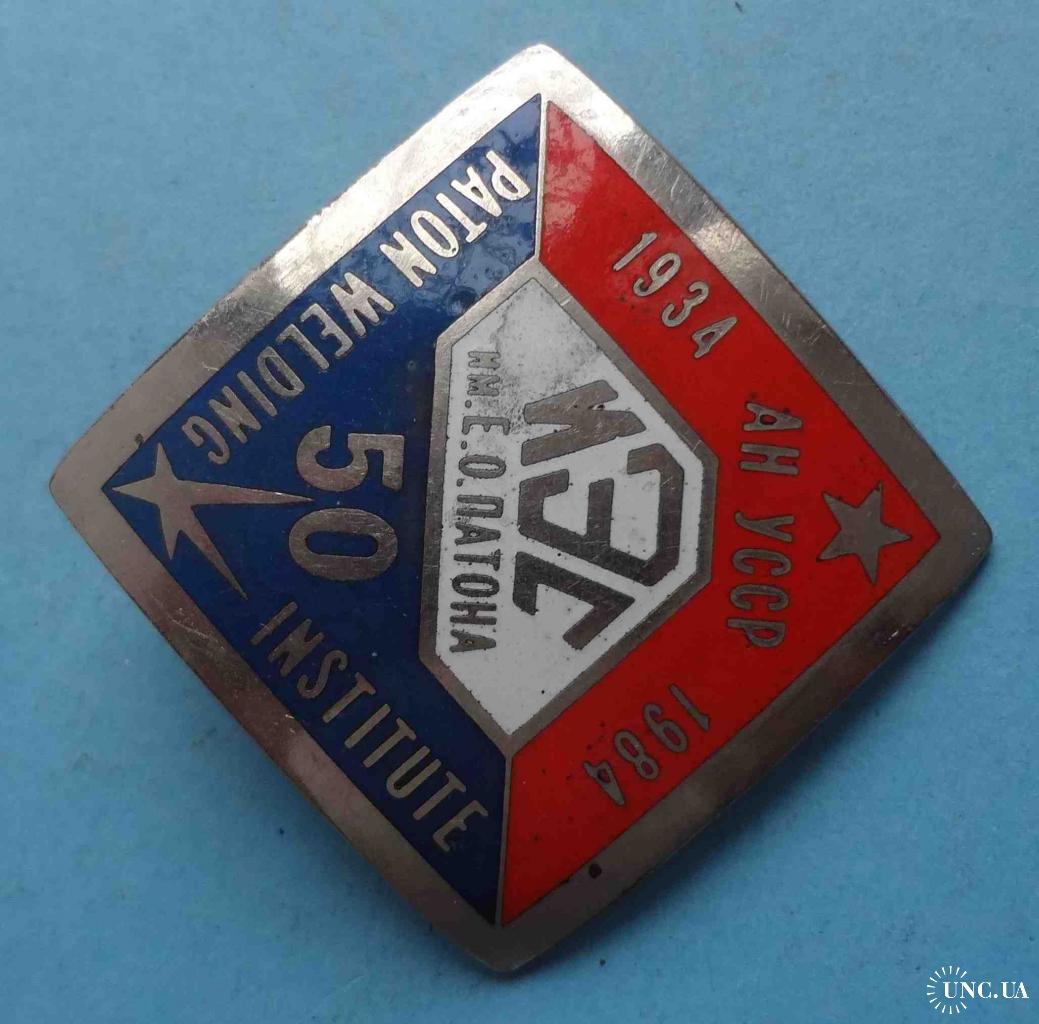 АН УССР
1934 1984
ИЭС
ИМ. Е.О.ПАТОНА
50
PATON WELDING INSTITUTE
UNC.UA